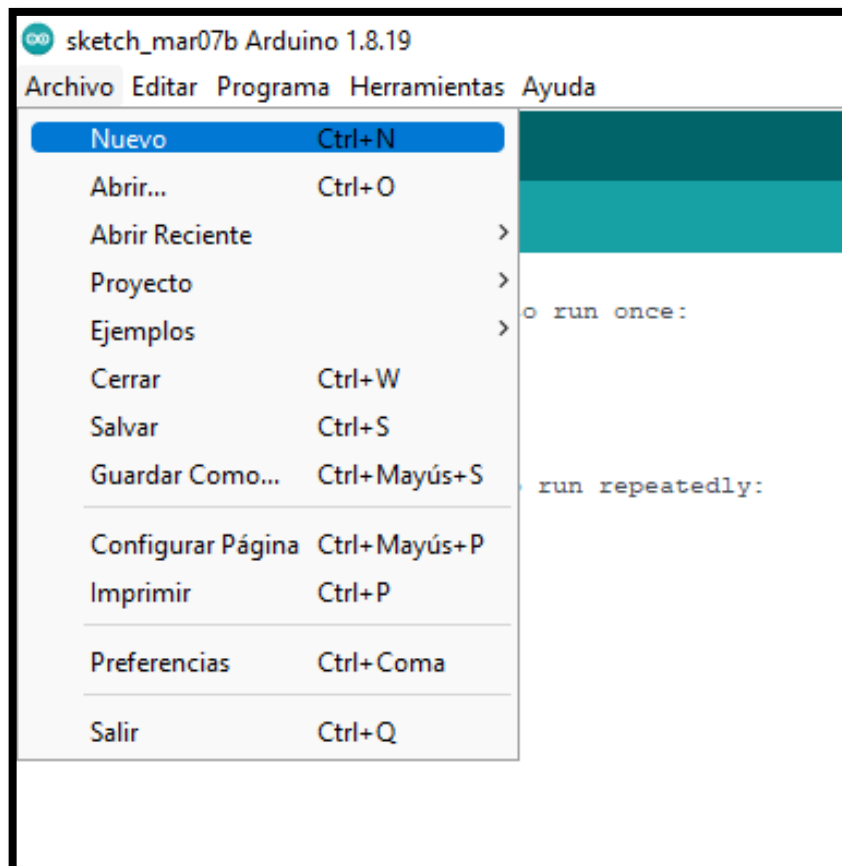 sketch_mar07b Arduino 1.8.19
Archivo Editar Programa Herramientas Ayuda
Nuevo Ctrl+N
Abrir... Ctrl+O
Abrir Reciente
Proyecto
Ejemplos
run once:
Cerrar Ctrl+W
Salvar Ctrl+S
Guardar Como... Ctrl+Mayús+S
run repeatedly:
Configurar Página Ctrl+Mayús+P
Imprimir Ctrl+P
Preferencias Ctrl+Coma
Salir Ctrl+Q